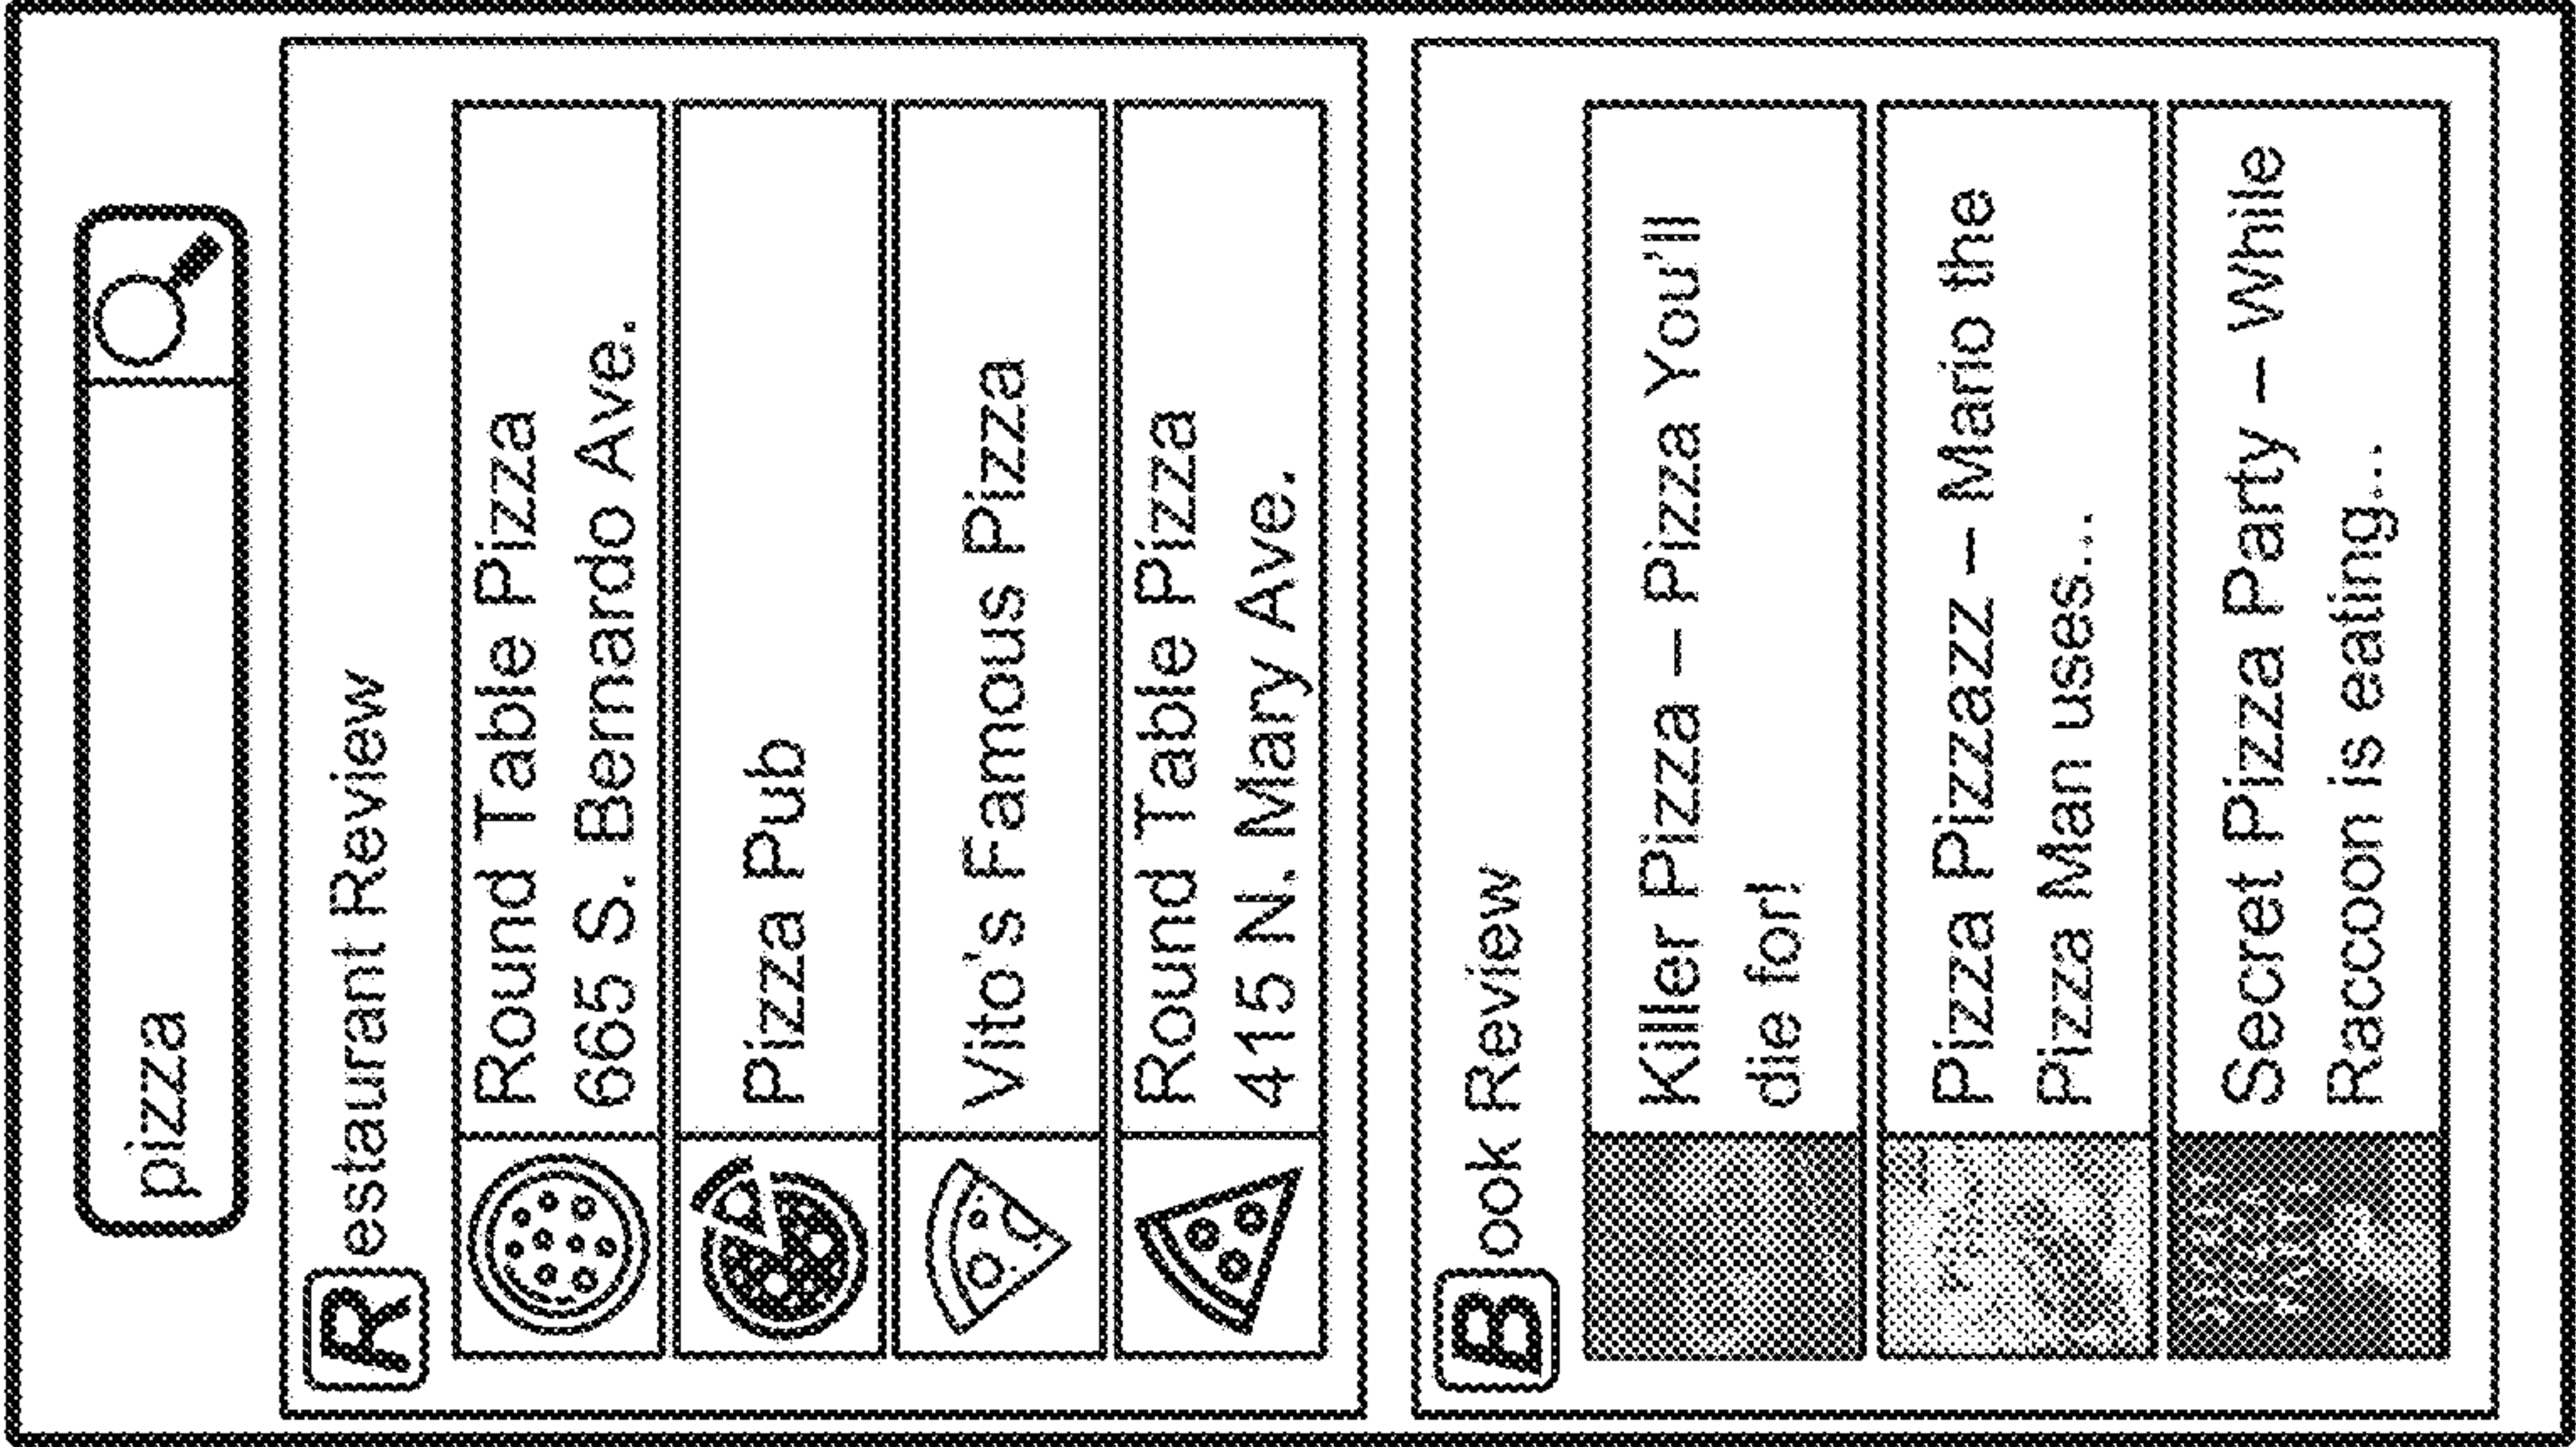 pizza
Restaurant Review
Round Table Pizza
665 S. Bernardo Ave.
Pizza Pub
Vito's Famous Pizza
Round Table Pizza
415 N. Mary Ave.
Book Review
Killer Pizza – Pizza You'll
die for!
Pizza Pizzazz – Mario the
Pizza Man uses...
Secret Pizza Party – While
Raccoon is eating...